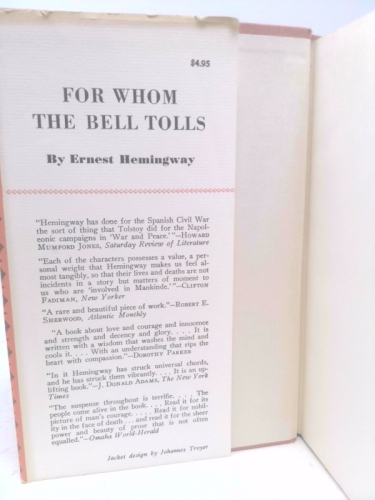 $4.95
FOR WHOM
THE BELL TOLLS
By Ernest Hemingway
"Hemingway has done for the Spanish Civil War
the sort of thing that Tolstoy did for the Napol-
eonic campaigns in 'War and Peace.'"—HOWARD
MUMFORD JONES, Saturday Review of Literature
"Each of the characters possesses a value, a per-
sonal weight that Hemingway makes us feel al-
most tangibly, so that their lives and deaths are not
incidents in a story but matters of moment to
us who are 'involved in Mankinde.'"—CLIFTON
FADIMAN, New Yorker
"A rare and beautiful piece of work."—ROBERT E.
SHERWOOD, Atlantic Monthly
"A book about love and courage and innocence
and strength and decency and glory. . . . It is
written with a wisdom that washes the mind and
cools it. . . . With an understanding that rips the
heart with compassion."—DOROTHY PARKER
"In it Hemingway has struck universal chords,
and he has struck them vibrantly. . . . It is an up-
lifting book."—J. DONALD ADAMS, The New York
Times
"The suspense throughout is terrific. . . . The
people come alive in the book. . . . Read it for its
picture of man's courage. . . . . Read it for nobil-
ity in the face of death . . . and read it for the sheer
power and beauty of prose that is not often
equalled."—Omaha World-Herald
Jacket design by Johannes Troyer